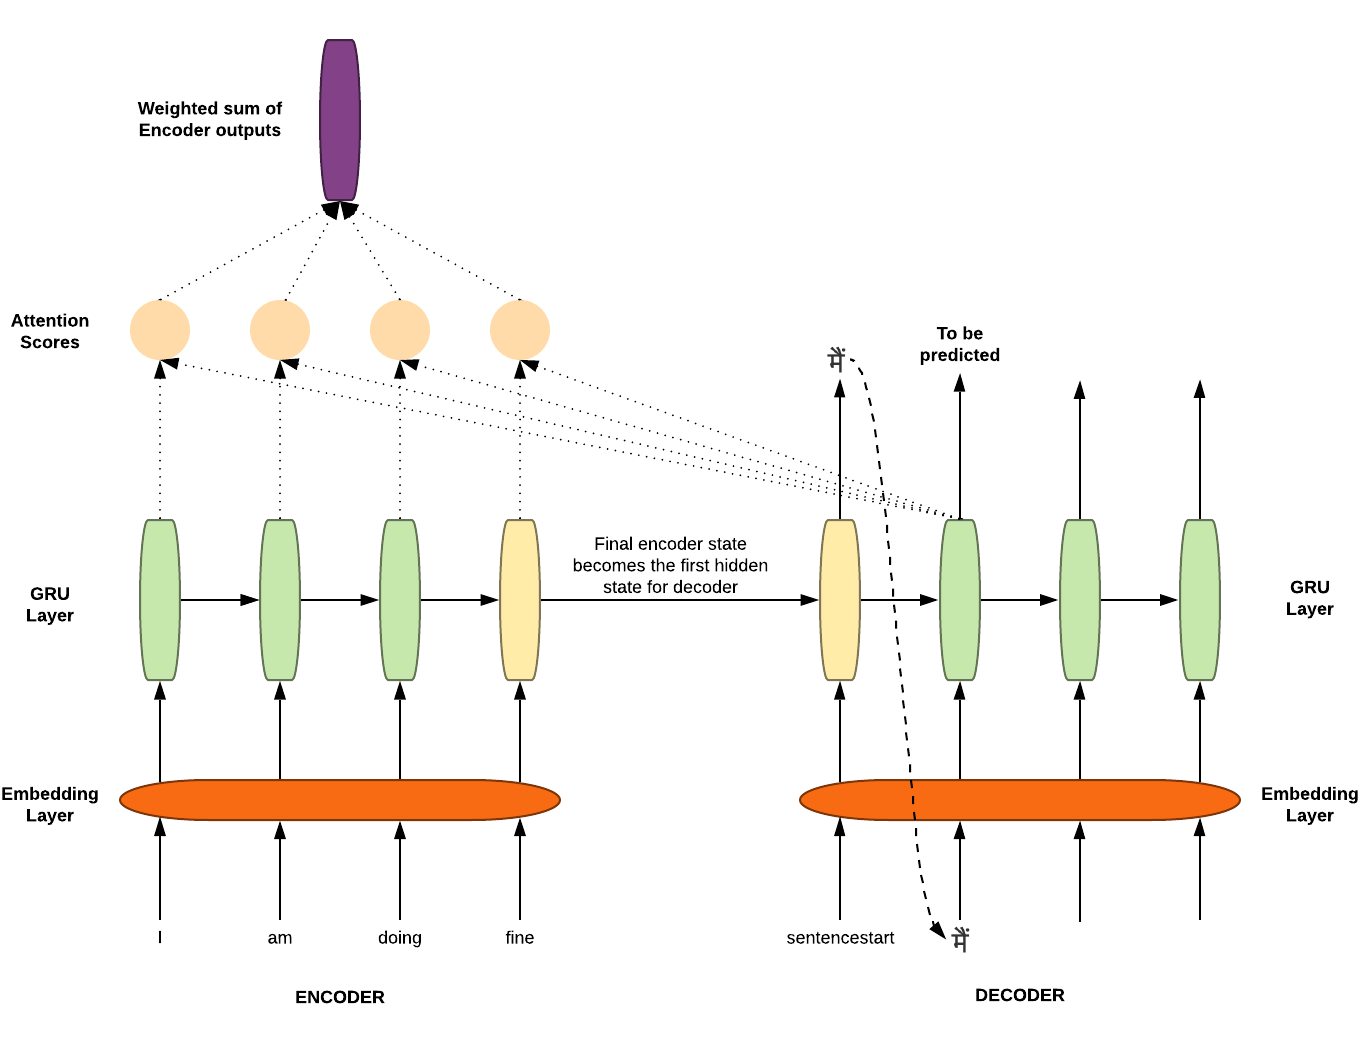 Weighted sum of
Encoder outputs
Attention
Scores
मैं
To be
predicted
Final encoder state
becomes the first hidden
state for decoder
GRU
Layer
GRU
Layer
Embedding
Layer
Embedding
Layer
I
am
doing
fine
sentencestart
मैं
ENCODER
DECODER